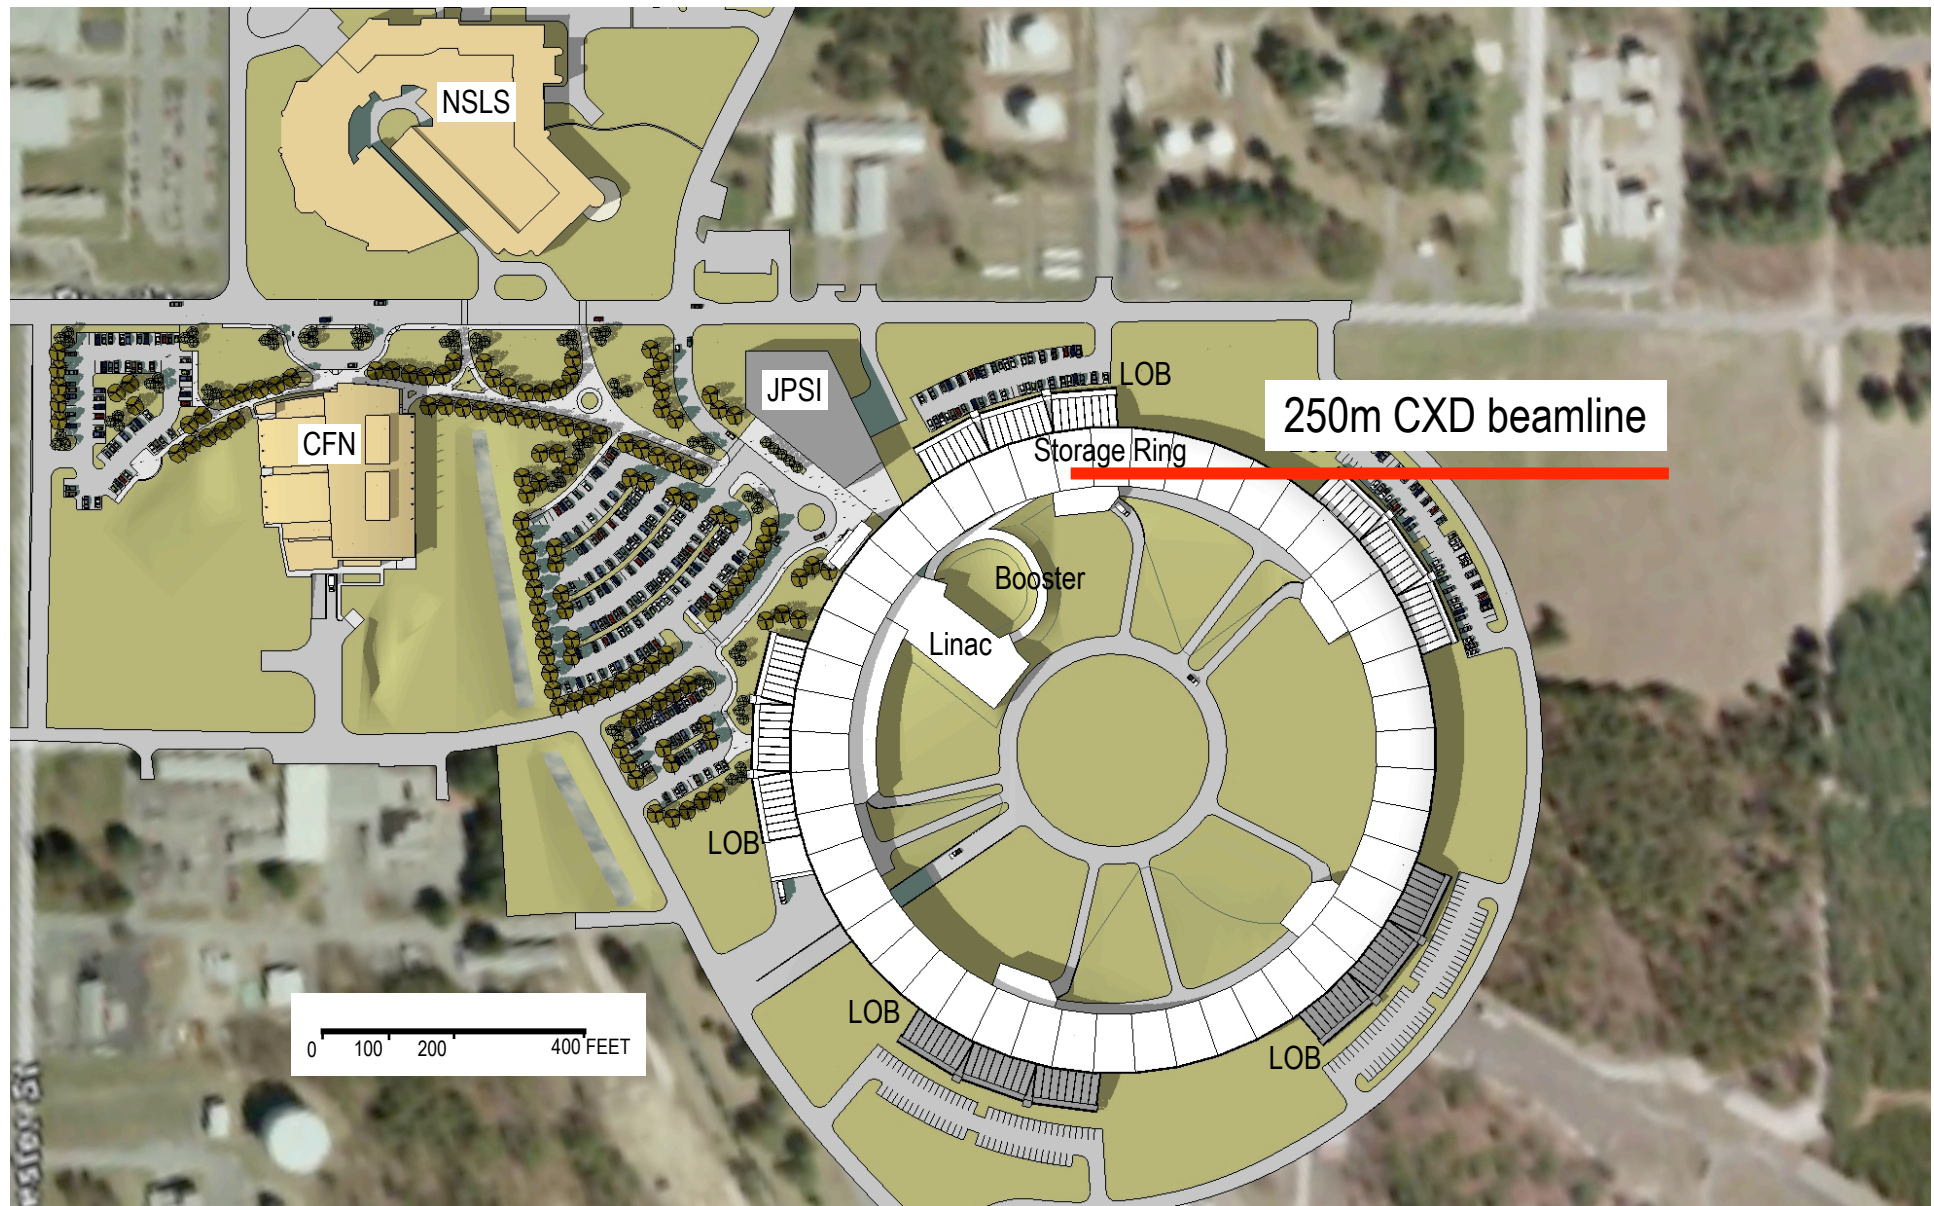 NSLS
JPSI
LOB
250m CXD beamline
CFN
Storage Ring
Booster
Linac
LOB
LOB
LOB
0 100 200 400 FEET